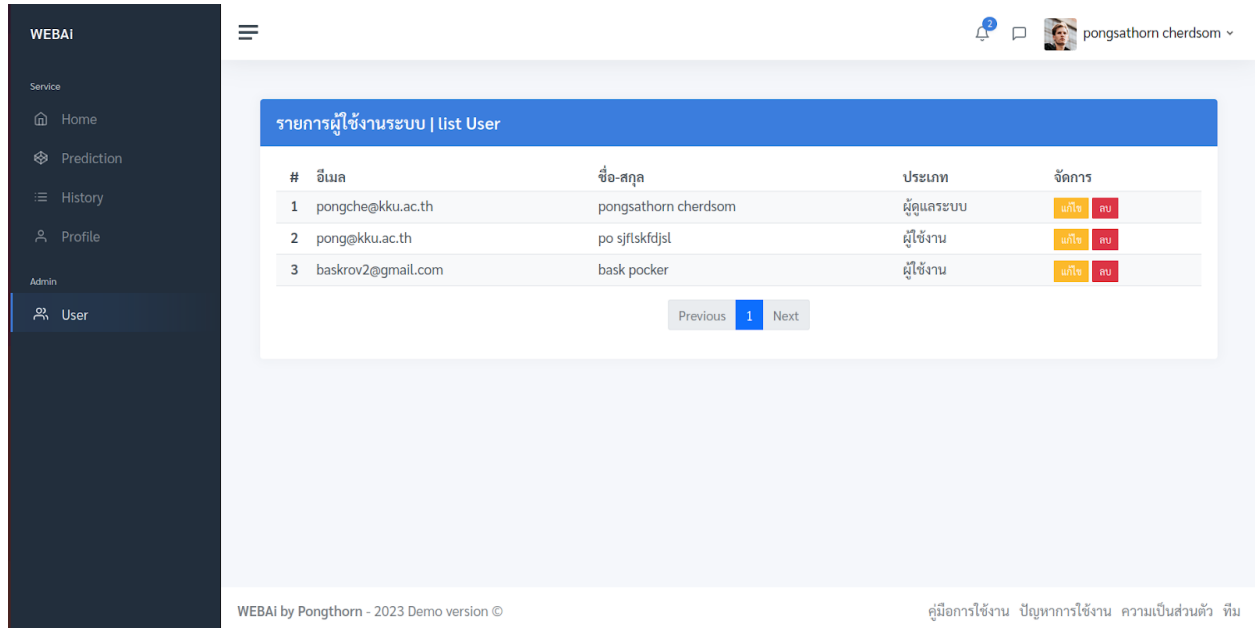 WEBAi
2
pongsathorn cherdsom
Service
Home
Prediction
History
Profile
Admin
User
รายการผู้ใช้งานระบบ | list User
# อีเมล ชื่อ-สกุล ประเภท จัดการ
1 pongche@kku.ac.th pongsathorn cherdsom ผู้ดูแลระบบ แก้ไข ลบ
2 pong@kku.ac.th po sjflskfdjsl ผู้ใช้งาน แก้ไข ลบ
3 baskrov2@gmail.com bask pocker ผู้ใช้งาน แก้ไข ลบ
Previous 1 Next
WEBAi by Pongthorn - 2023 Demo version © คู่มือการใช้งาน ปัญหาการใช้งาน ความเป็นส่วนตัว ทีม